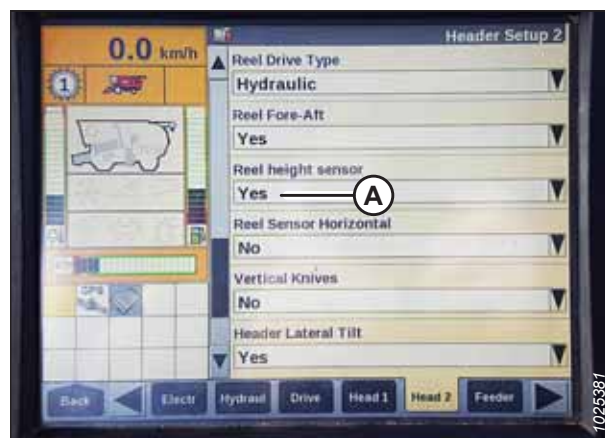 0.0 km/h
Header Setup 2
1
Reel Drive Type
Hydraulic
Reel Fore-Aft
Yes
Reel height sensor
Yes
A
Reel Sensor Horizontal
No
Vertical Knives
No
Header Lateral Tilt
Yes
Back
Electr
Hydraul
Drive
Head 1
Head 2
Feeder
1025381